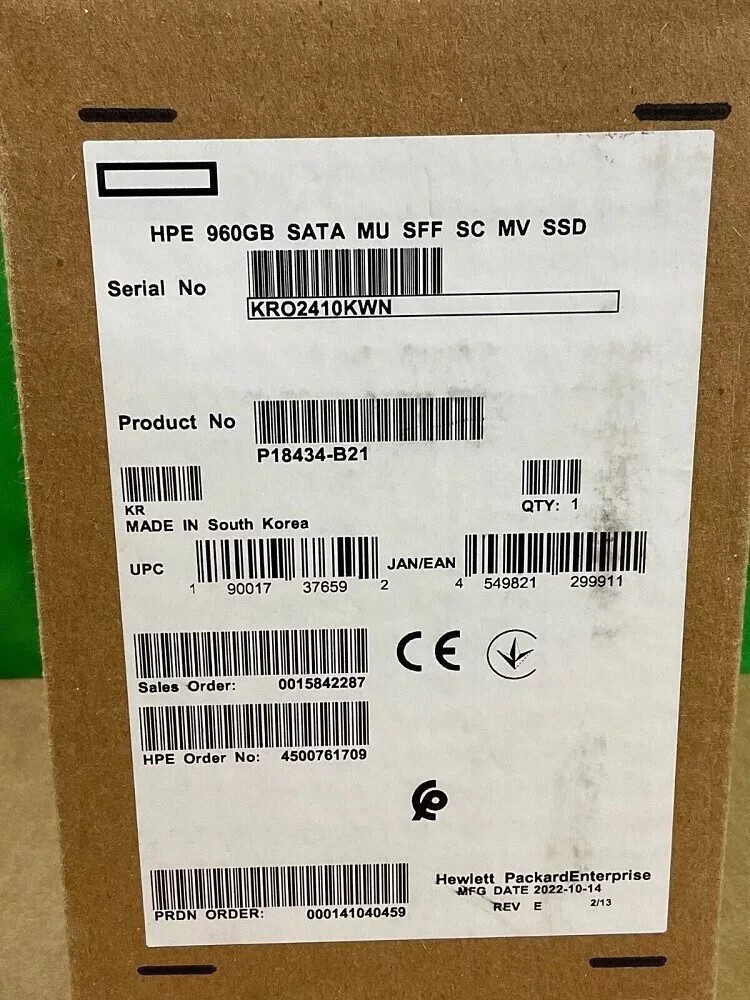 HPE 960GB SATA MU SFF SC MV SSD
Serial No
KRO2410KWN
Product No
P18434-B21
KR
QTY: 1
MADE IN South Korea
UPC
1 90017 37659 2
JAN/EAN
4 549821 299911
CE
Sales Order: 0015842287
HPE Order No: 4500761709
Hewlett PackardEnterprise
MFG DATE 2022-10-14
REV E 2/13
PRDN ORDER: 000141040459